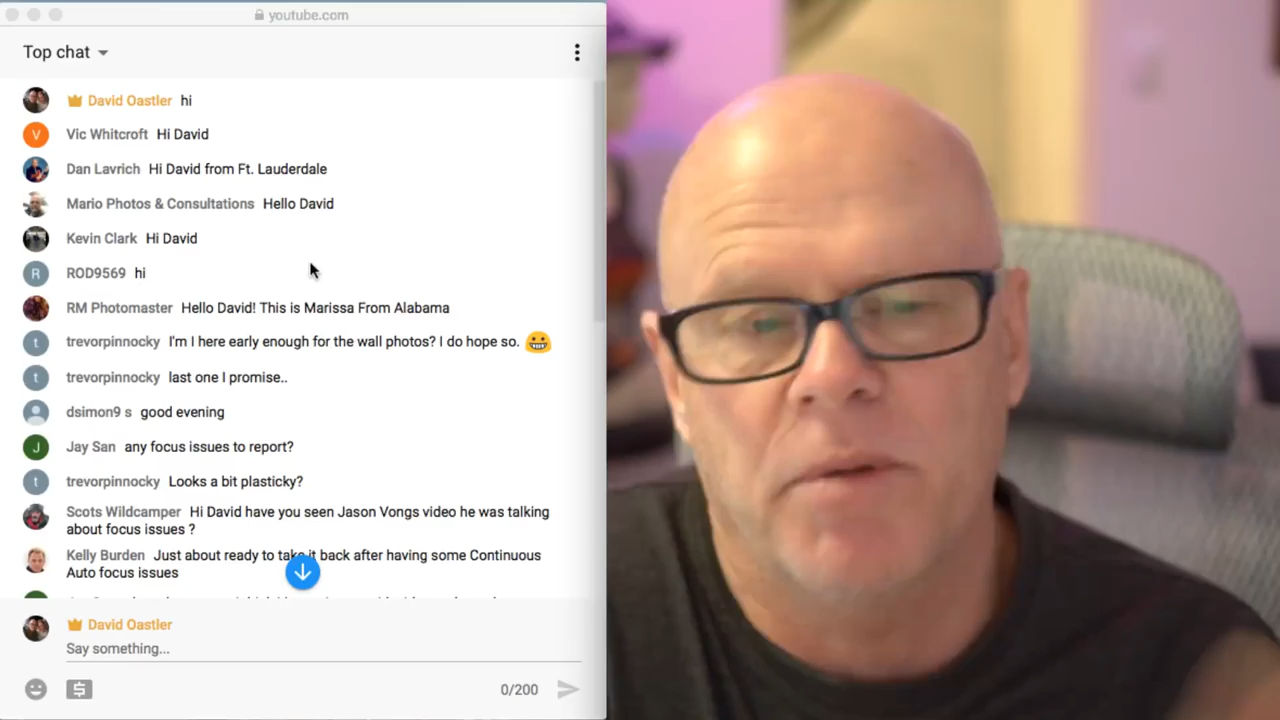 youtube.com
Top chat
David Oastler hi
Vic Whitcroft Hi David
Dan Lavrich Hi David from Ft. Lauderdale
Mario Photos & Consultations Hello David
Kevin Clark Hi David
R ROD9569 hi
RM Photomaster Hello David! This is Marissa From Alabama
t trevorpinnocky I'm I here early enough for the wall photos? I do hope so. 😀
t trevorpinnocky last one I promise..
dsimon9 s good evening
J Jay San any focus issues to report?
t trevorpinnocky Looks a bit plasticky?
Scots Wildcamper Hi David have you seen Jason Vongs video he was talking
about focus issues ?
Kelly Burden Just about ready to take it back after having some Continuous
Auto focus issues
David Oastler
Say something...
$ 0/200